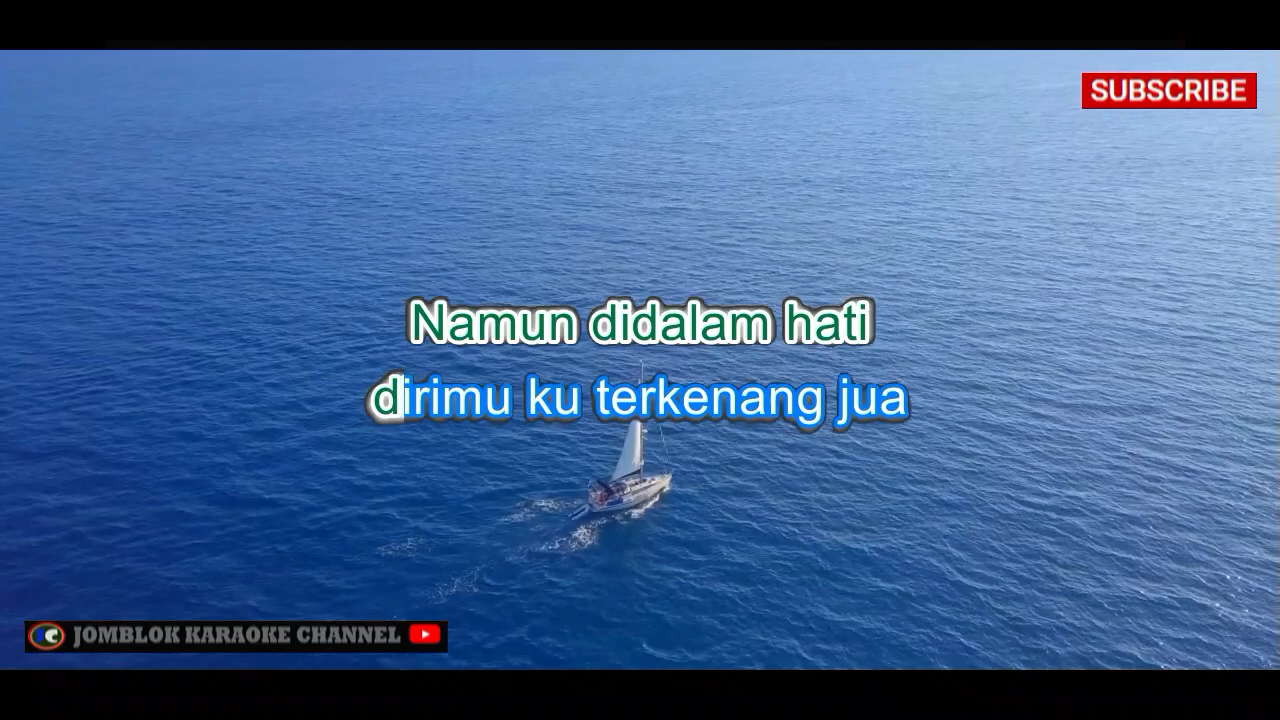 SUBSCRIBE
Namun didalam hati
dirimu ku terkenang jua
JOMBLOK KARAOKE CHANNEL